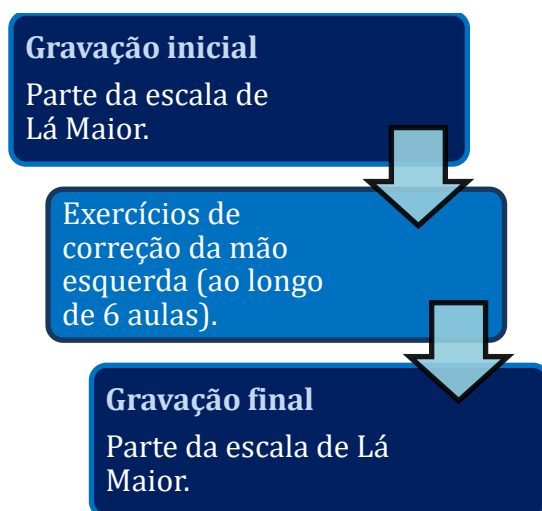 Gravação inicial
Parte da escala de
Lá Maior.
Exercícios de
correção da mão
esquerda (ao longo
de 6 aulas).
Gravação final
Parte da escala de Lá
Maior.